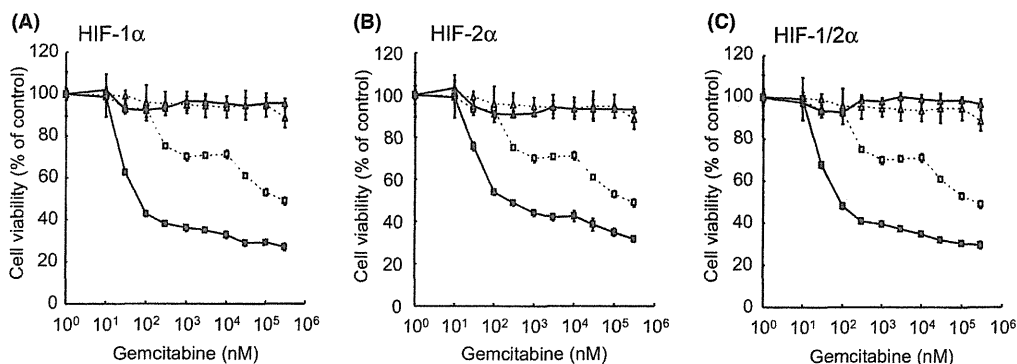 (A)
HIF-1α
Cell viability (% of control)
120
100
80
60
40
20
0
10⁰ 10¹ 10² 10³ 10⁴ 10⁵ 10⁶
Gemcitabine (nM)
(B)
HIF-2α
Cell viability (% of control)
120
100
80
60
40
20
0
10⁰ 10¹ 10² 10³ 10⁴ 10⁵ 10⁶
Gemcitabine (nM)
(C)
HIF-1/2α
Cell viability (% of control)
120
100
80
60
40
20
0
10⁰ 10¹ 10² 10³ 10⁴ 10⁵ 10⁶
Gemcitabine (nM)